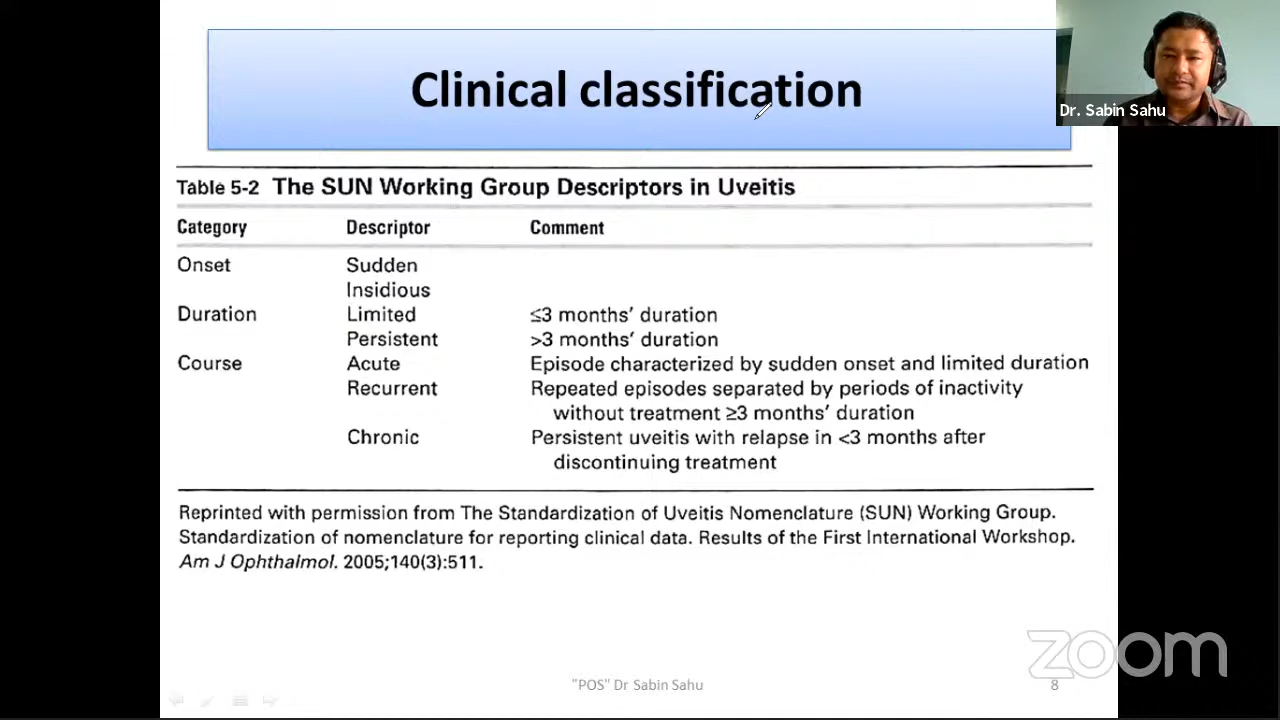 Clinical classification
Dr. Sabin Sahu
Table 5-2 The SUN Working Group Descriptors in Uveitis
Category Descriptor Comment
Onset Sudden
Insidious
Duration Limited ≤3 months' duration
Persistent >3 months' duration
Course Acute Episode characterized by sudden onset and limited duration
Recurrent Repeated episodes separated by periods of inactivity
without treatment ≥3 months' duration
Chronic Persistent uveitis with relapse in <3 months after
discontinuing treatment
Reprinted with permission from The Standardization of Uveitis Nomenclature (SUN) Working Group.
Standardization of nomenclature for reporting clinical data. Results of the First International Workshop.
Am J Ophthalmol. 2005;140(3):511.
zoom
"POS" Dr Sabin Sahu 8